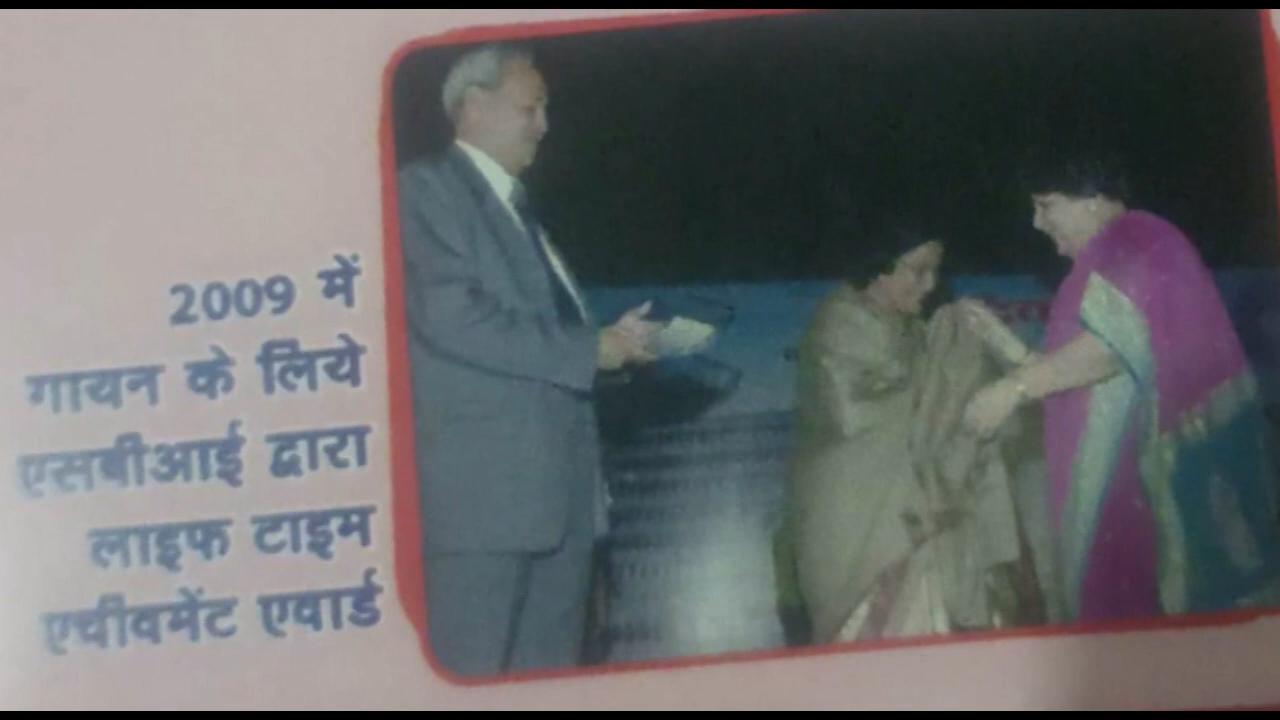 2009 में
गायन के लिये
एसबीआई द्वारा
लाइफ टाइम
एचीवमेंट एवार्ड